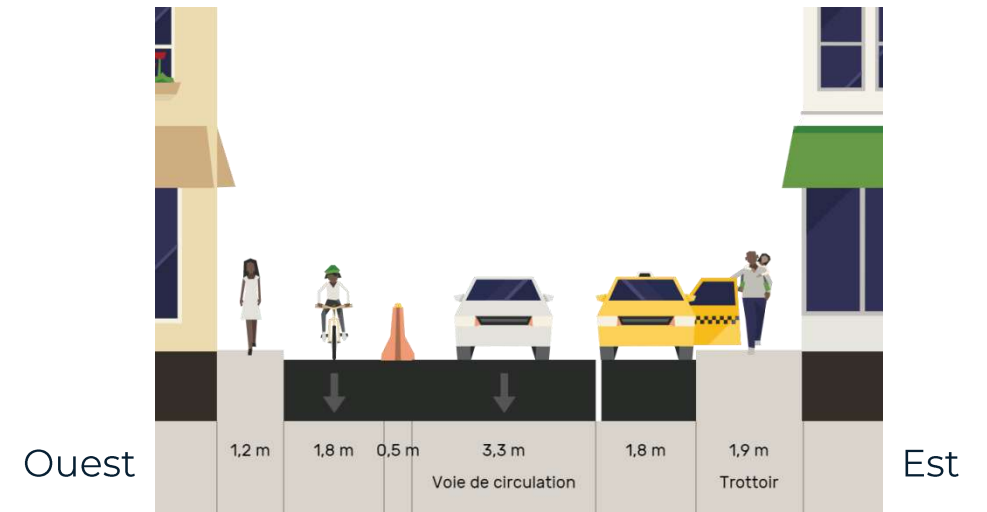 Ouest
1,2 m
1,8 m
0,5 m
3,3 m
Voie de circulation
1,8 m
1,9 m
Trottoir
Est